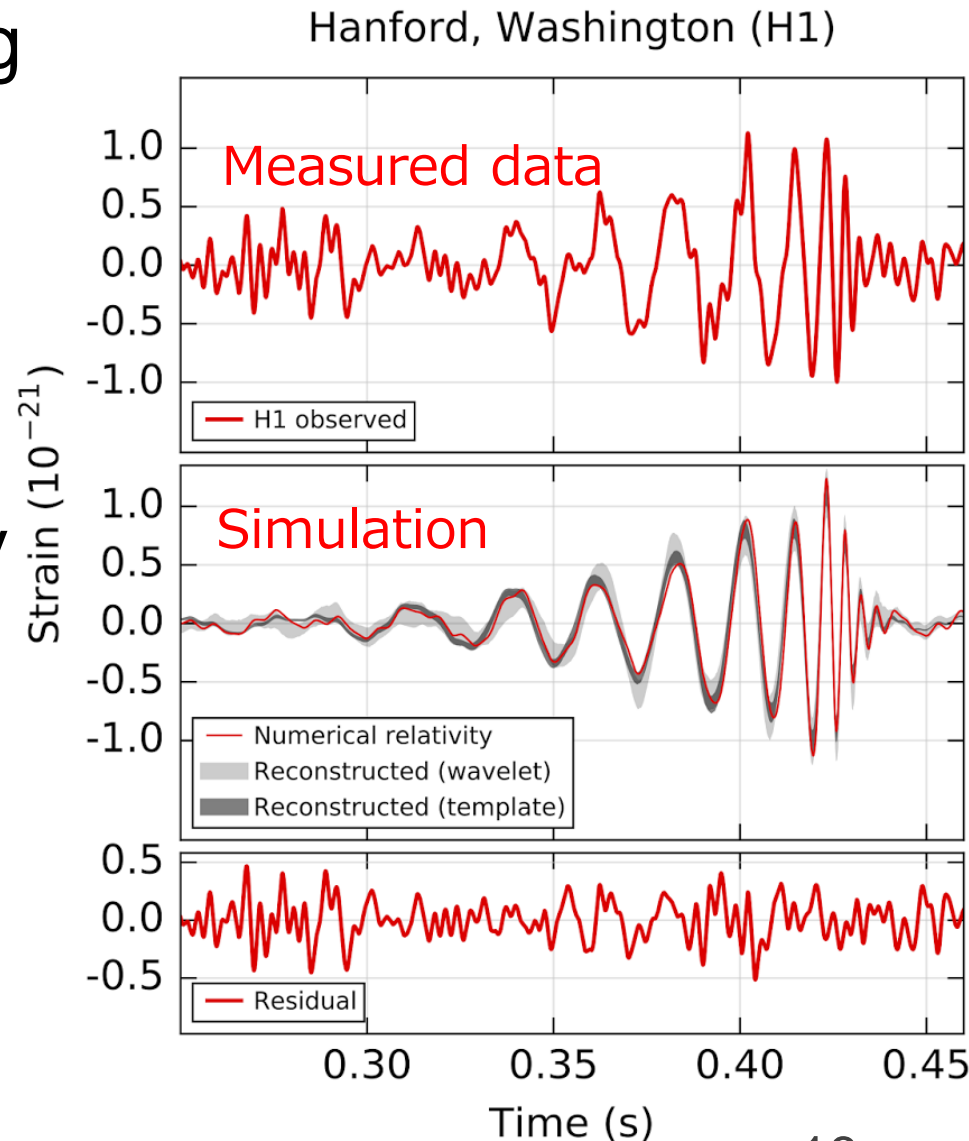 g
Hanford, Washington (H1)
1.0
Measured data
0.5
0.0
-0.5
-1.0
H1 observed
Strain (10⁻²¹)
1.0
Simulation
0.5
0.0
-0.5
-1.0
Numerical relativity
Reconstructed (wavelet)
Reconstructed (template)
0.5
0.0
-0.5
Residual
0.30 0.35 0.40 0.45
Time (s)